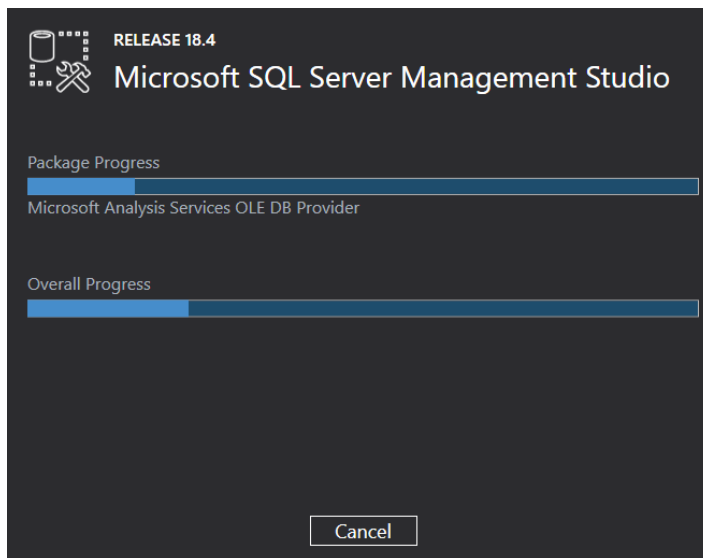 RELEASE 18.4
Microsoft SQL Server Management Studio
Package Progress
Microsoft Analysis Services OLE DB Provider
Overall Progress
Cancel